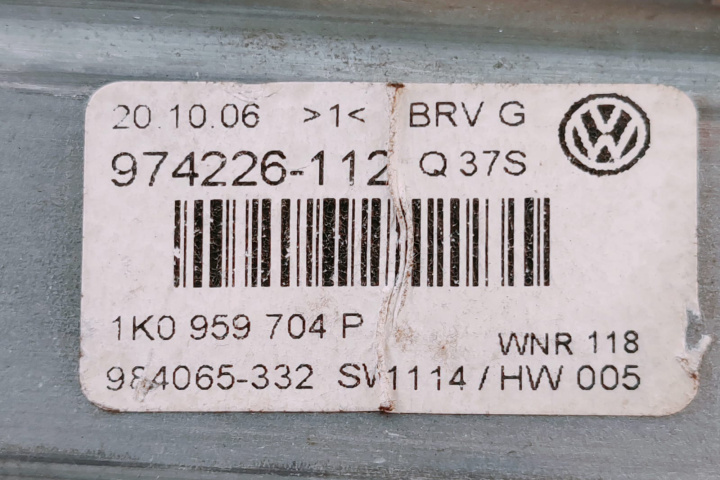 20.10.06 >1< BRV G
974226-112 Q 37S
1K0 959 704 P
WNR 118
984065-332 SW1114 / HW 005